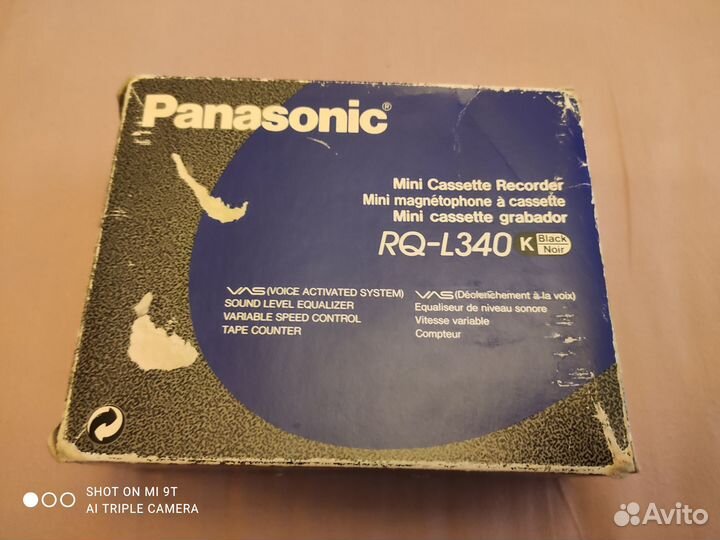 Panasonic®
Mini Cassette Recorder
Mini magnétophone à cassette
Mini cassette grabador
RQ-L340 K Black Noir
VAS (VOICE ACTIVATED SYSTEM)
SOUND LEVEL EQUALIZER
VARIABLE SPEED CONTROL
TAPE COUNTER
VAS (Déclenchement à la voix)
Equaliseur de niveau sonore
Vitesse variable
Compteur
SHOT ON MI 9T
AI TRIPLE CAMERA
Avito